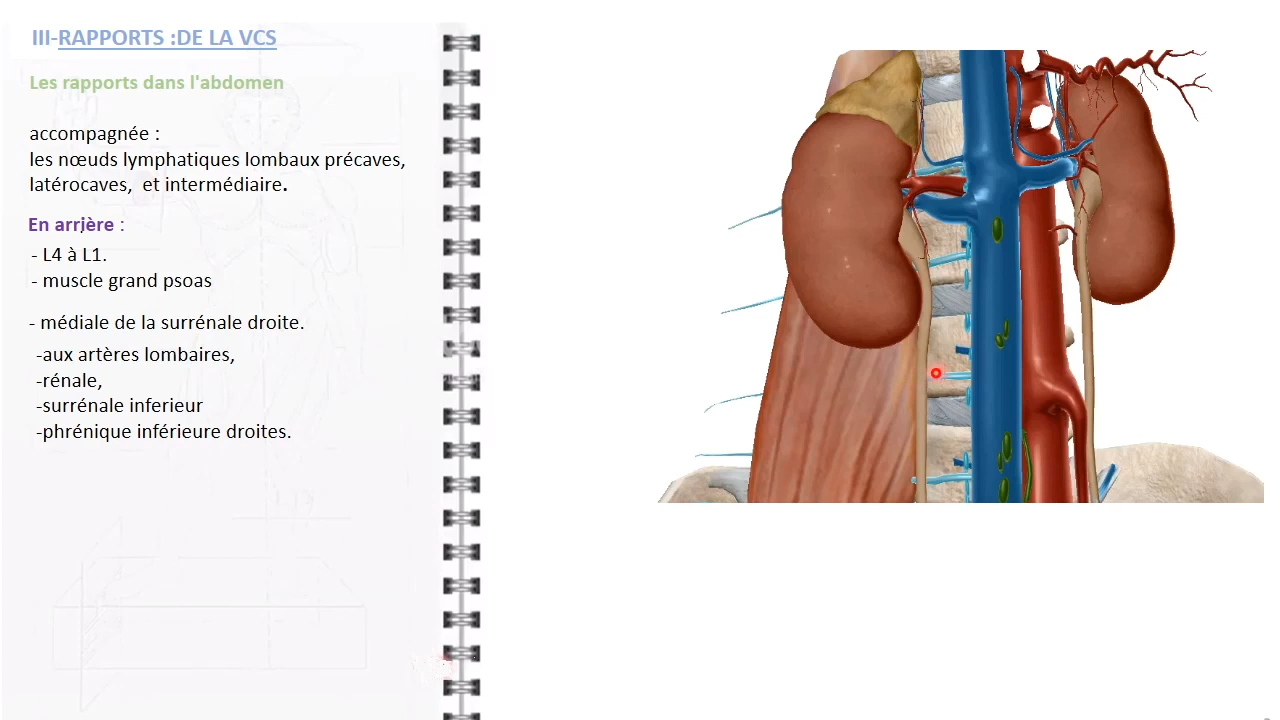 III-RAPPORTS :DE LA VCS
Les rapports dans l'abdomen
accompagnée :
les nœuds lymphatiques lombaux précaves,
latérocaves, et intermédiaire.
En arrière :
- L4 à L1.
- muscle grand psoas
- médiale de la surrénale droite.
-aux artères lombaires,
-rénale,
-surrénale inferieur
-phrénique inférieure droites.